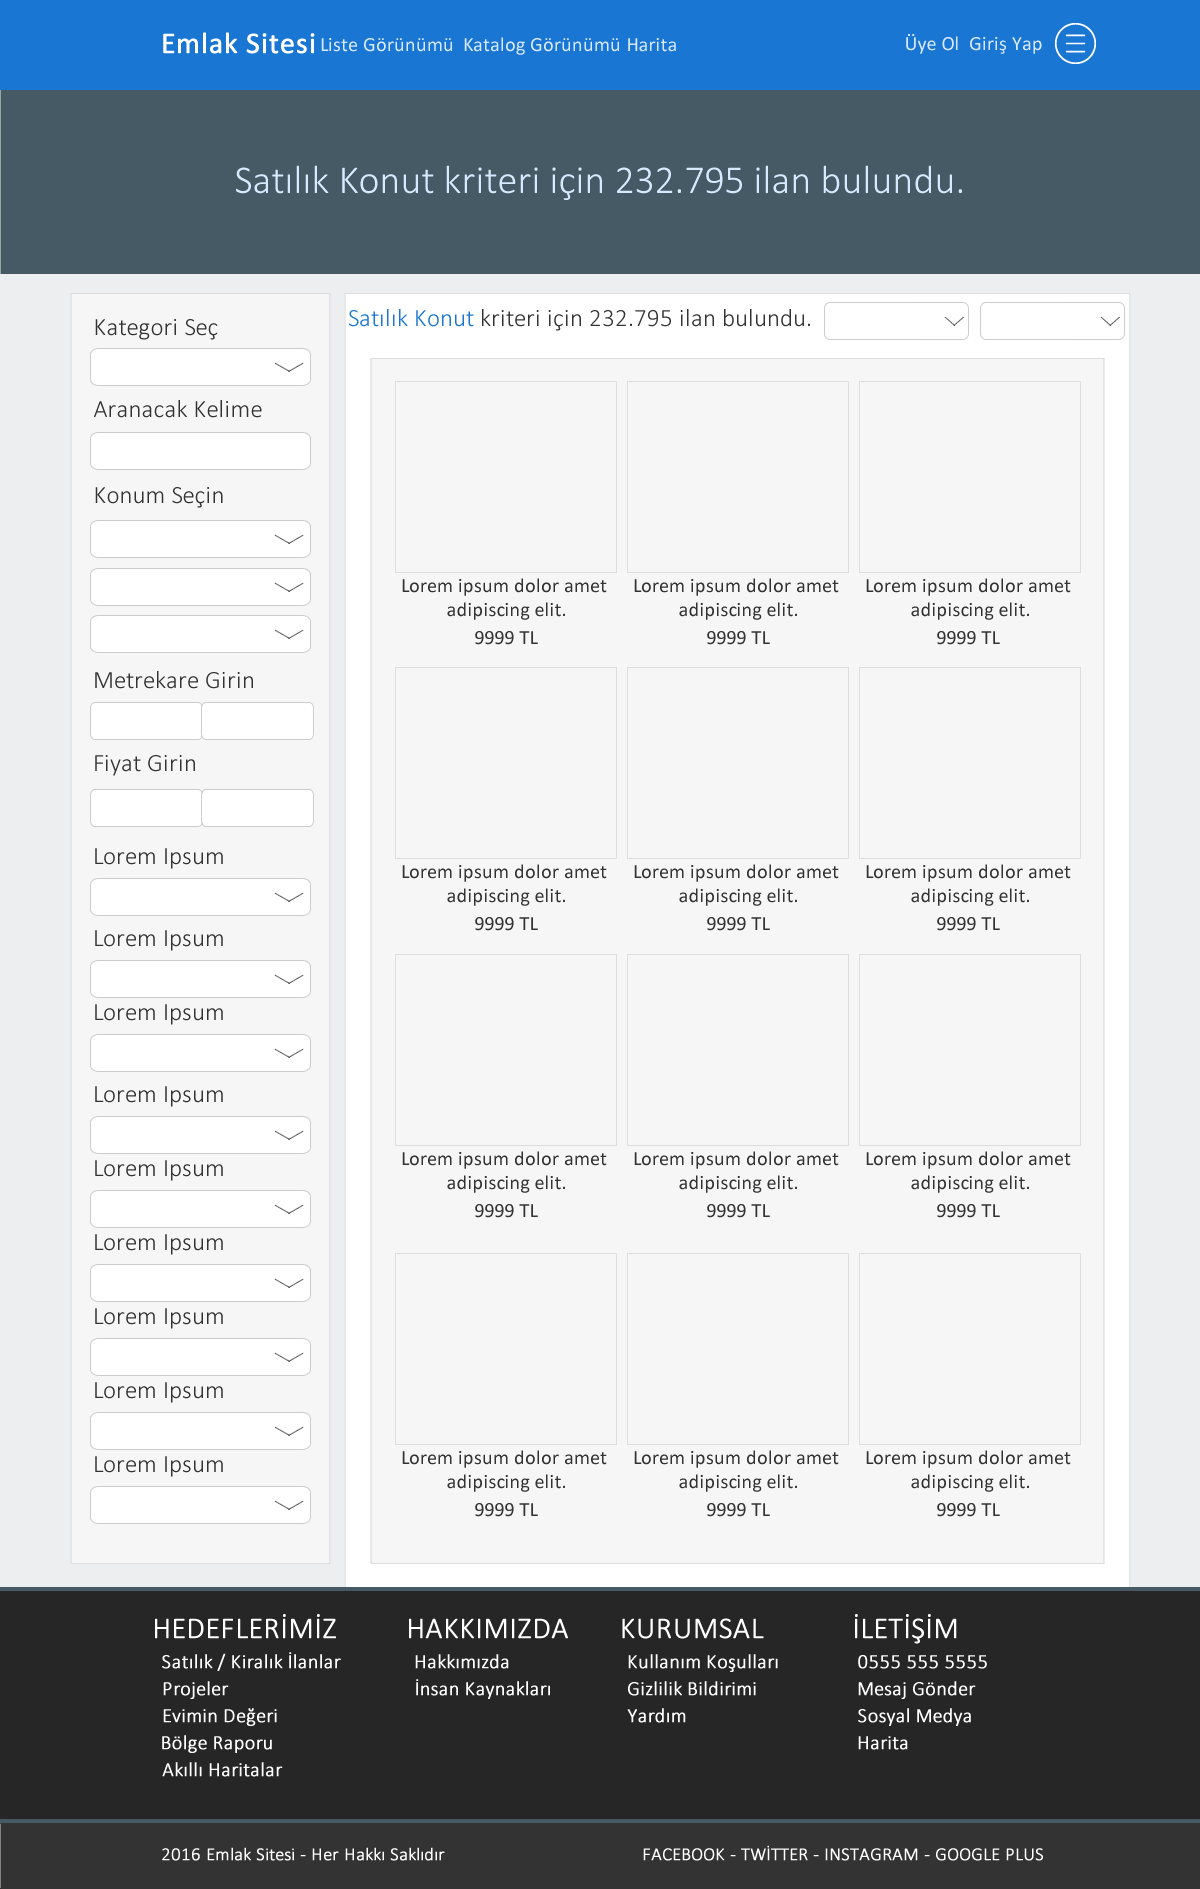 Emlak Sitesi Liste Görünümü Katalog Görünümü Harita Üye Ol Giriş Yap
Satılık Konut kriteri için 232.795 ilan bulundu.
Kategori Seç
Aranacak Kelime
Konum Seçin
Metrekare Girin
Fiyat Girin
Lorem Ipsum
Lorem Ipsum
Lorem Ipsum
Lorem Ipsum
Lorem Ipsum
Lorem Ipsum
Lorem Ipsum
Lorem Ipsum
Lorem Ipsum
Satılık Konut kriteri için 232.795 ilan bulundu.
Lorem ipsum dolor amet
adipiscing elit.
9999 TL
Lorem ipsum dolor amet
adipiscing elit.
9999 TL
Lorem ipsum dolor amet
adipiscing elit.
9999 TL
Lorem ipsum dolor amet
adipiscing elit.
9999 TL
Lorem ipsum dolor amet
adipiscing elit.
9999 TL
Lorem ipsum dolor amet
adipiscing elit.
9999 TL
Lorem ipsum dolor amet
adipiscing elit.
9999 TL
Lorem ipsum dolor amet
adipiscing elit.
9999 TL
Lorem ipsum dolor amet
adipiscing elit.
9999 TL
Lorem ipsum dolor amet
adipiscing elit.
9999 TL
Lorem ipsum dolor amet
adipiscing elit.
9999 TL
Lorem ipsum dolor amet
adipiscing elit.
9999 TL
HEDEFLERİMİZ
Satılık / Kiralık İlanlar
Projeler
Evimin Değeri
Bölge Raporu
Akıllı Haritalar
HAKKIMIZDA
Hakkımızda
İnsan Kaynakları
KURUMSAL
Kullanım Koşulları
Gizlilik Bildirimi
Yardım
İLETİŞİM
0555 555 5555
Mesaj Gönder
Sosyal Medya
Harita
2016 Emlak Sitesi - Her Hakkı Saklıdır
FACEBOOK - TWİTTER - INSTAGRAM - GOOGLE PLUS